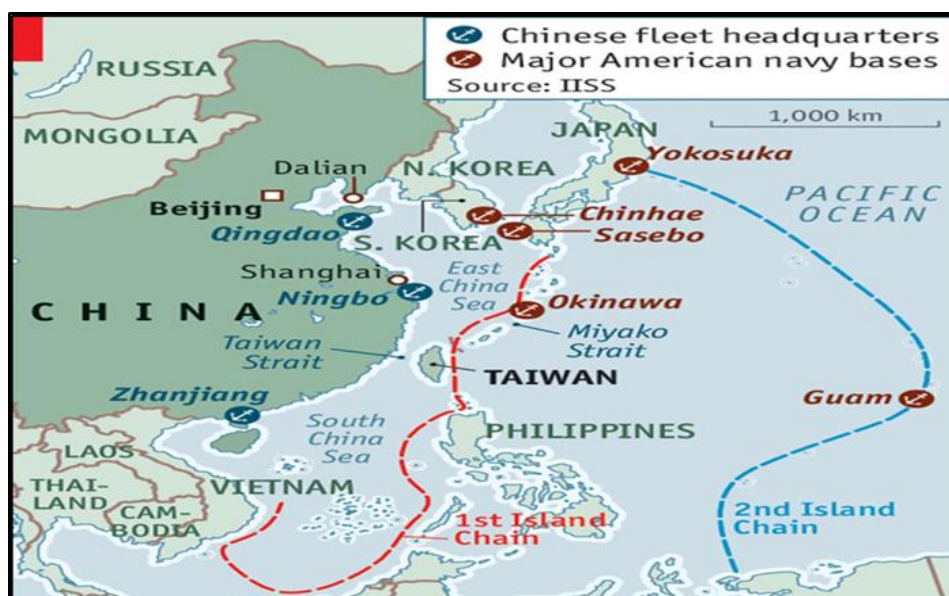 Chinese fleet headquarters
Major American navy bases
Source: IISS
1,000 km
RUSSIA
MONGOLIA
JAPAN
Yokosuka
N. KOREA
Dalian
Beijing
PACIFIC
OCEAN
Qingdao
Chinhae
Sasebo
S. KOREA
Shanghai
East
China
Sea
Ningbo
Okinawa
CHINA
Miyako
Strait
Taiwan
Strait
TAIWAN
Zhanjiang
Guam
South
China
Sea
PHILIPPINES
LAOS
THAI-
LAND
VIETNAM
CAM-
BODIA
1st Island
Chain
2nd Island
Chain